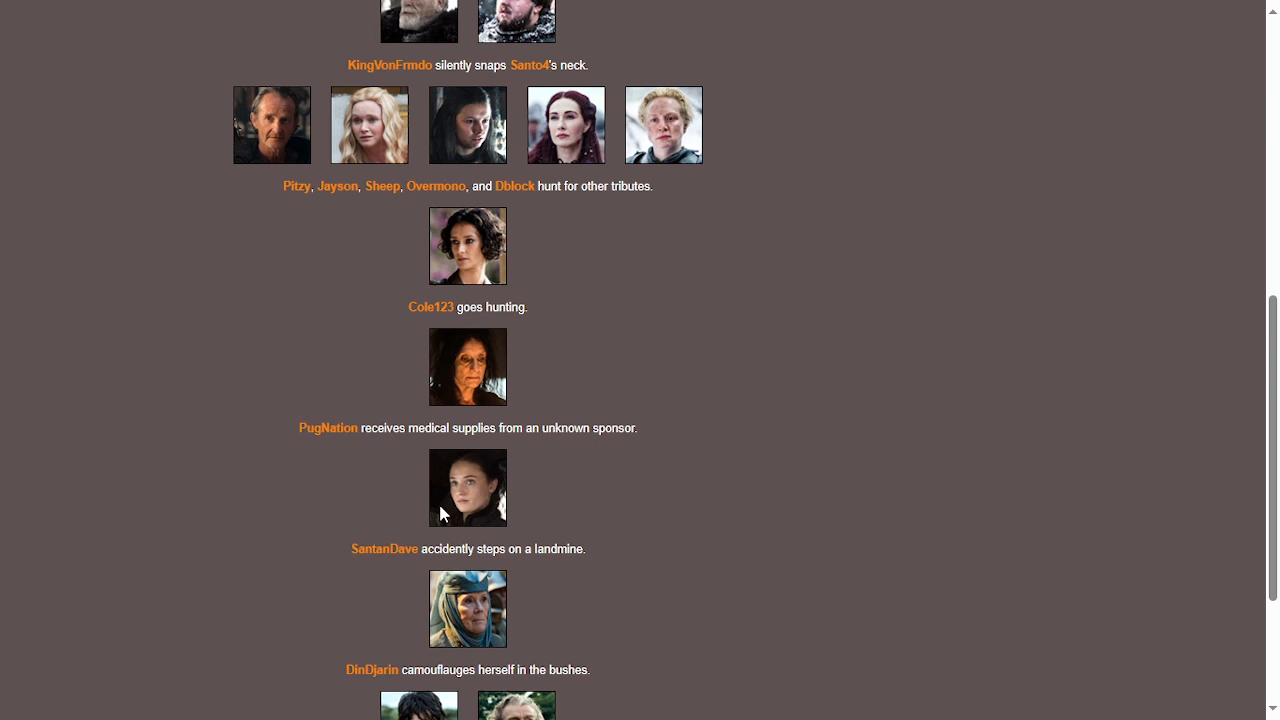 KingVonFrmdo silently snaps Santo4's neck.
Pitzy, Jayson, Sheep, Overmono, and Dblock hunt for other tributes.
Cole123 goes hunting.
PugNation receives medical supplies from an unknown sponsor.
SantanDave accidently steps on a landmine.
DinDjarin camouflauges herself in the bushes.